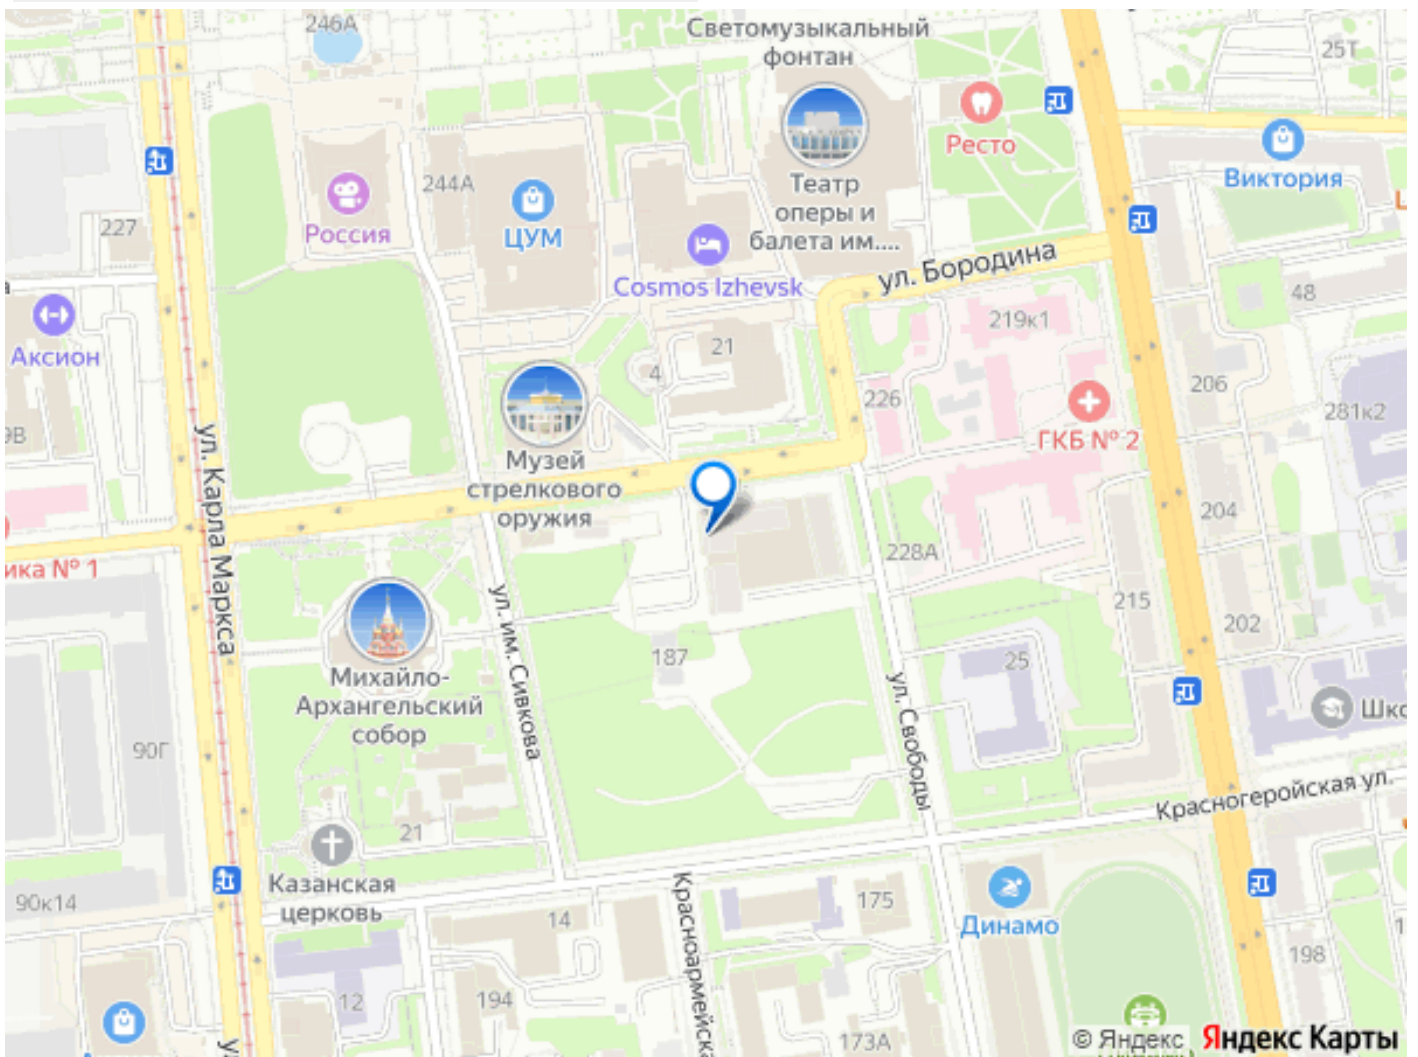 246А
Светомузыкальный
фонтан
25Т
Ресто
Виктория
Театр
оперы и
балета им....
244А
ЦУМ
Россия
227
Cosmos Izhevsk
ул. Бородина
48
219к1
Аксион
21
4
206
226
281к2
ГКБ № 2
9В
ул. Карла Маркса
Музей
стрелкового
оружия
204
228А
ика № 1
ул. им. Сивкова
215
202
187
25
Михайло-
Архангельский
собор
ул. Свободы
Шко
90Г
Красногеройская ул.
21
Казанская
церковь
90к14
14
Красноармейска
175
Динамо
198
12
194
173А
© Яндекс
Яндекс Карты